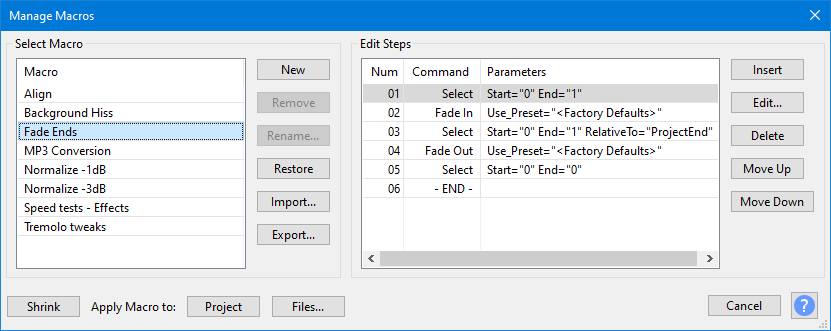 Manage Macros
Select Macro
Macro
Align
Background Hiss
Fade Ends
MP3 Conversion
Normalize -1dB
Normalize -3dB
Speed tests - Effects
Tremolo tweaks
New
Remove
Rename...
Restore
Import...
Export...
Edit Steps
Num Command Parameters
01 Select Start="0" End="1"
02 Fade In Use_Preset="<Factory Defaults>"
03 Select Start="0" End="1" RelativeTo="ProjectEnd"
04 Fade Out Use_Preset="<Factory Defaults>"
05 Select Start="0" End="0"
06 - END -
Insert
Edit...
Delete
Move Up
Move Down
Shrink Apply Macro to: Project Files... Cancel ?